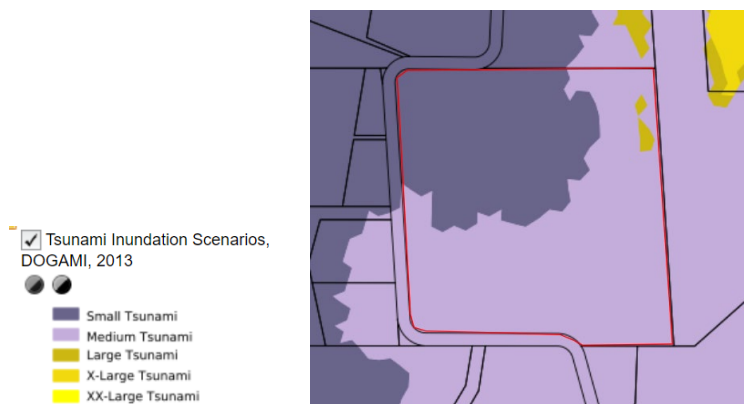 Tsunami Inundation Scenarios,
DOGAMI, 2013
Small Tsunami
Medium Tsunami
Large Tsunami
X-Large Tsunami
XX-Large Tsunami